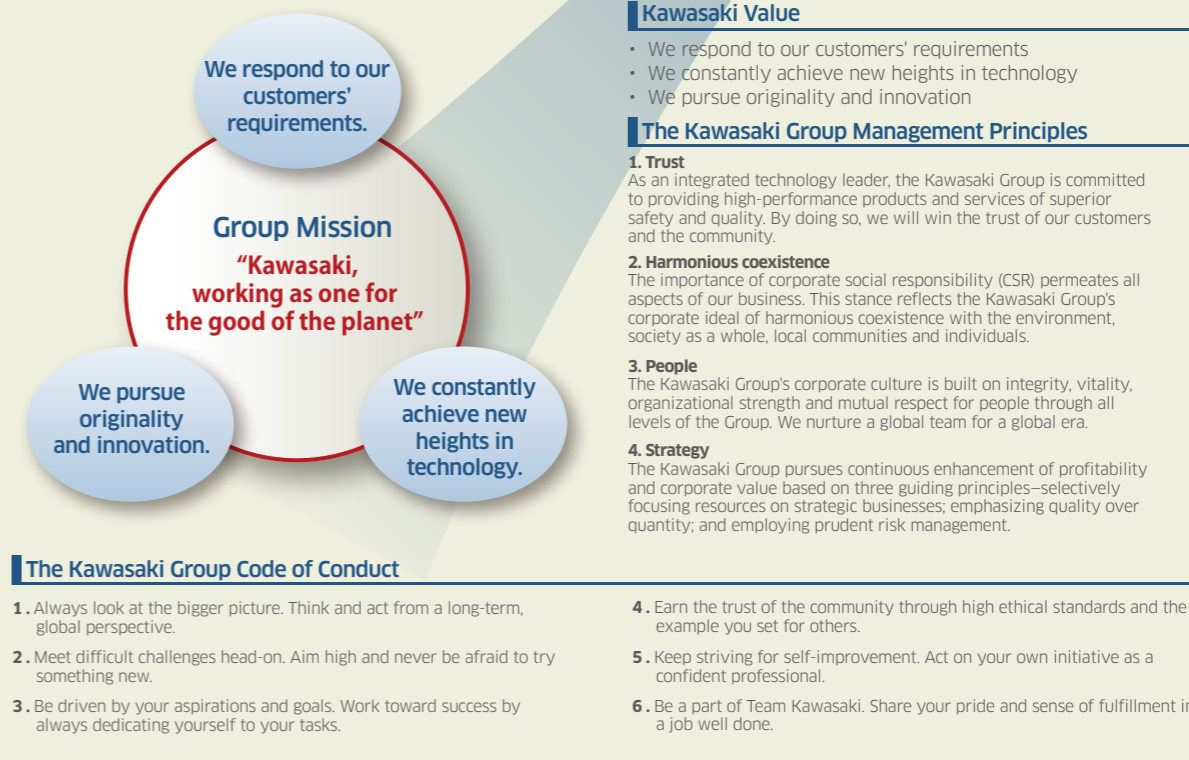 We respond to our
customers'
requirements.
Group Mission
“Kawasaki,
working as one for
the good of the planet”
We pursue
originality
and innovation.
We constantly
achieve new
heights in
technology.
Kawasaki Value
• We respond to our customers' requirements
• We constantly achieve new heights in technology
• We pursue originality and innovation
The Kawasaki Group Management Principles
1. Trust
As an integrated technology leader, the Kawasaki Group is committed
to providing high-performance products and services of superior
safety and quality. By doing so, we will win the trust of our customers
and the community.
2. Harmonious coexistence
The importance of corporate social responsibility (CSR) permeates all
aspects of our business. This stance reflects the Kawasaki Group's
corporate ideal of harmonious coexistence with the environment,
society as a whole, local communities and individuals.
3. People
The Kawasaki Group's corporate culture is built on integrity, vitality,
organizational strength and mutual respect for people through all
levels of the Group. We nurture a global team for a global era.
4. Strategy
The Kawasaki Group pursues continuous enhancement of profitability
and corporate value based on three guiding principles—selectively
focusing resources on strategic businesses; emphasizing quality over
quantity; and employing prudent risk management.
The Kawasaki Group Code of Conduct
1. Always look at the bigger picture. Think and act from a long-term,
global perspective.
2. Meet difficult challenges head-on. Aim high and never be afraid to try
something new.
3. Be driven by your aspirations and goals. Work toward success by
always dedicating yourself to your tasks.
4. Earn the trust of the community through high ethical standards and the
example you set for others.
5. Keep striving for self-improvement. Act on your own initiative as a
confident professional.
6. Be a part of Team Kawasaki. Share your pride and sense of fulfillment in
a job well done.